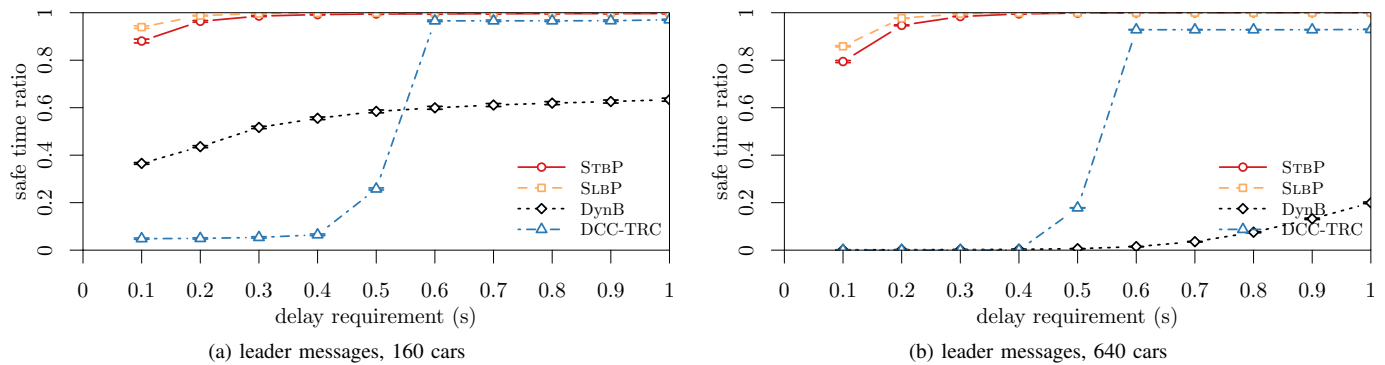 safe time ratio
0 0.2 0.4 0.6 0.8 1
0 0.1 0.2 0.3 0.4 0.5 0.6 0.7 0.8 0.9 1
delay requirement (s)
STBP
SLBP
DynB
DCC-TRC
(a) leader messages, 160 cars
safe time ratio
0 0.2 0.4 0.6 0.8 1
0 0.1 0.2 0.3 0.4 0.5 0.6 0.7 0.8 0.9 1
delay requirement (s)
STBP
SLBP
DynB
DCC-TRC
(b) leader messages, 640 cars